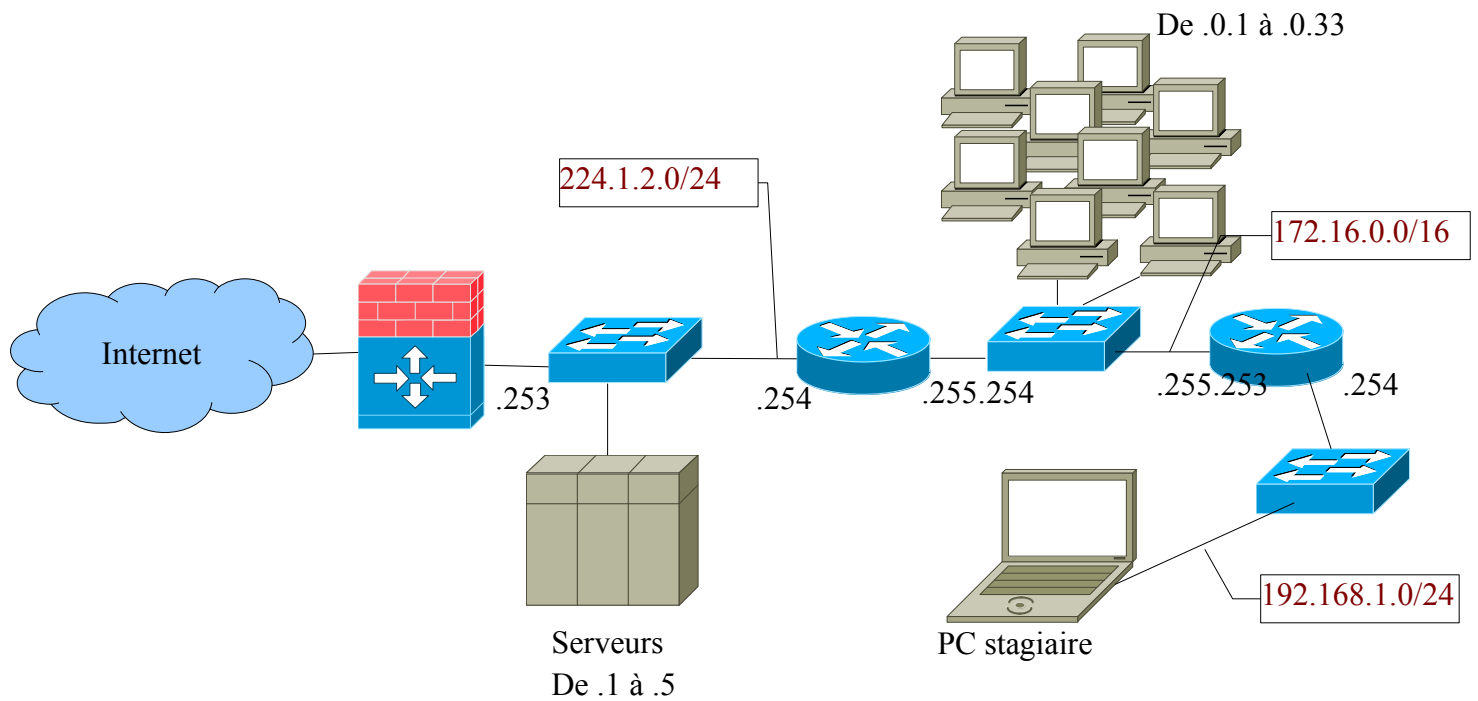 De .0.1 à .0.33
224.1.2.0/24
172.16.0.0/16
Internet
.253
.254
.255.254
.255.253
.254
Serveurs
De .1 à .5
PC stagiaire
192.168.1.0/24